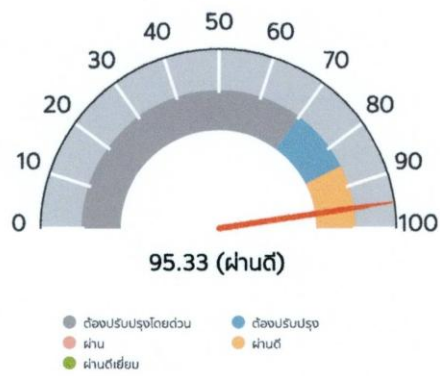 50
40 60
30 70
20 80
10 90
0 100
95.33 (ผ่านดี)
ต้องปรับปรุงโดยด่วน ต้องปรับปรุง
ผ่าน ผ่านดี
ผ่านดีเยี่ยม